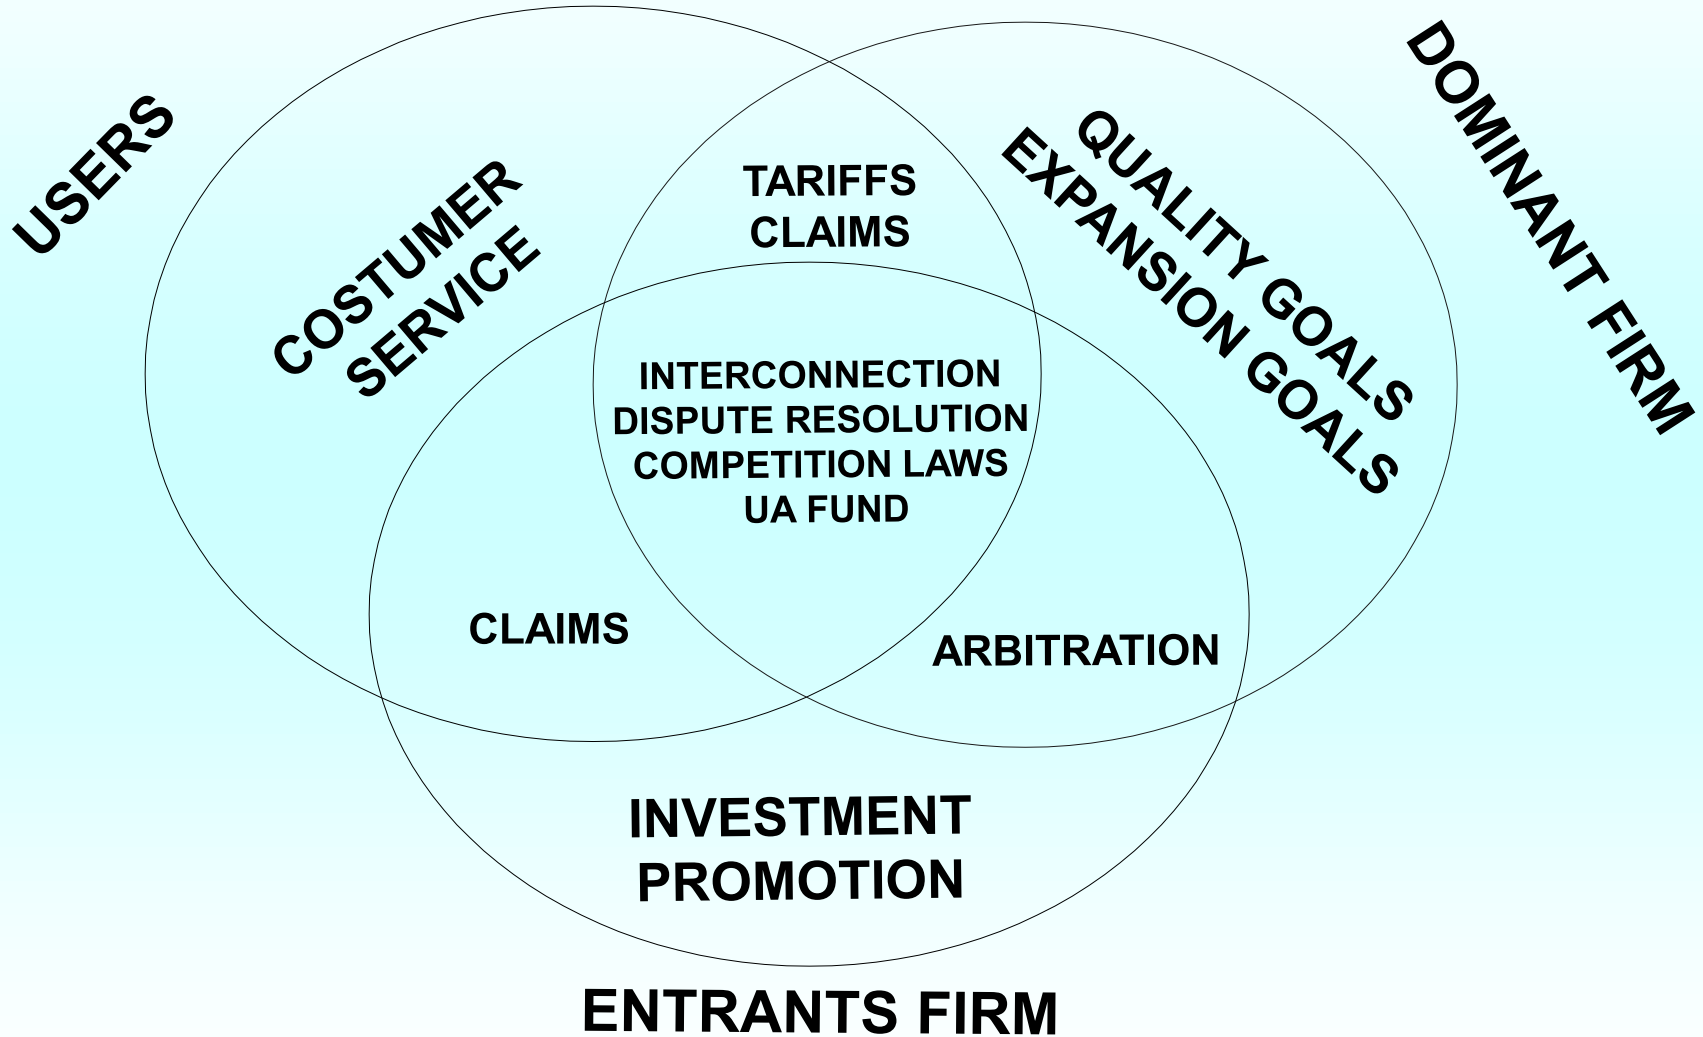 USERS
COSTUMER
SERVICE
TARIFFS
CLAIMS
QUALITY GOALS
EXPANSION GOALS
DOMINANT FIRM
INTERCONNECTION
DISPUTE RESOLUTION
COMPETITION LAWS
UA FUND
CLAIMS
ARBITRATION
INVESTMENT
PROMOTION
ENTRANTS FIRM